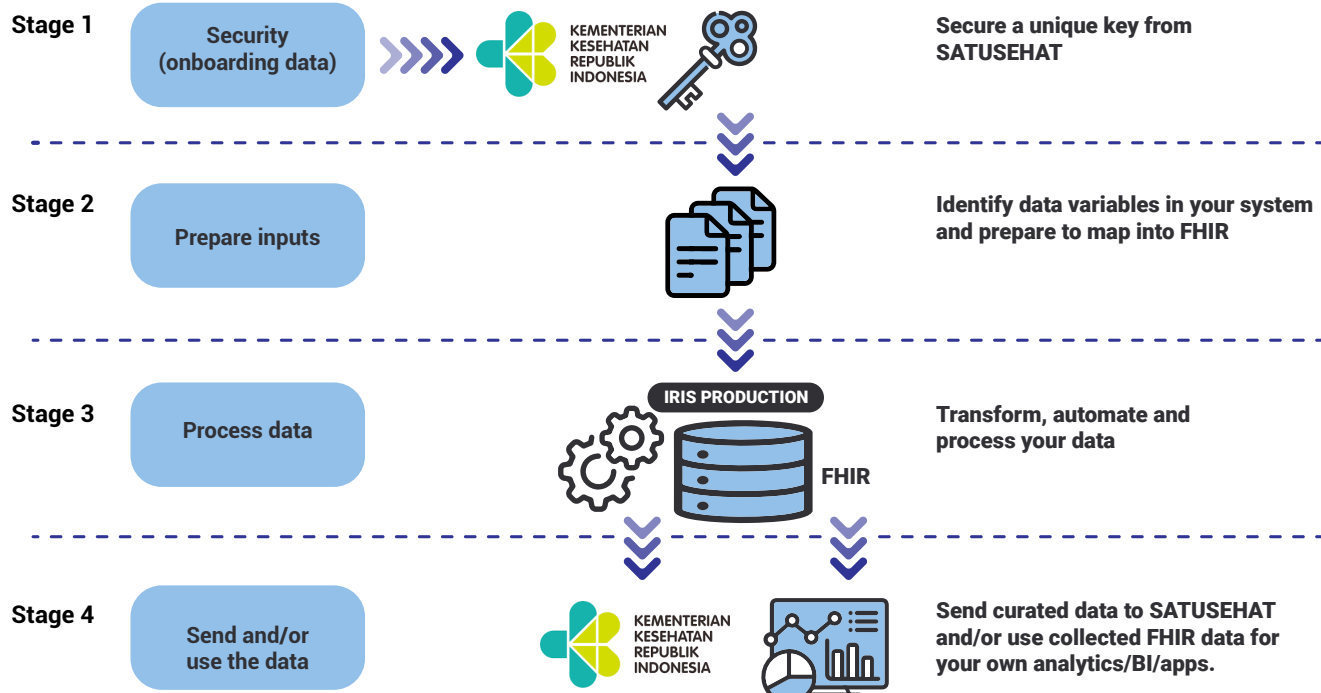 Stage 1
Security
(onboarding data)
KEMENTERIAN
KESEHATAN
REPUBLIK
INDONESIA
Secure a unique key from
SATUSEHAT
Stage 2
Prepare inputs
Identify data variables in your system
and prepare to map into FHIR
Stage 3
Process data
IRIS PRODUCTION
FHIR
Transform, automate and
process your data
Stage 4
Send and/or
use the data
KEMENTERIAN
KESEHATAN
REPUBLIK
INDONESIA
Send curated data to SATUSEHAT
and/or use collected FHIR data for
your own analytics/BI/apps.